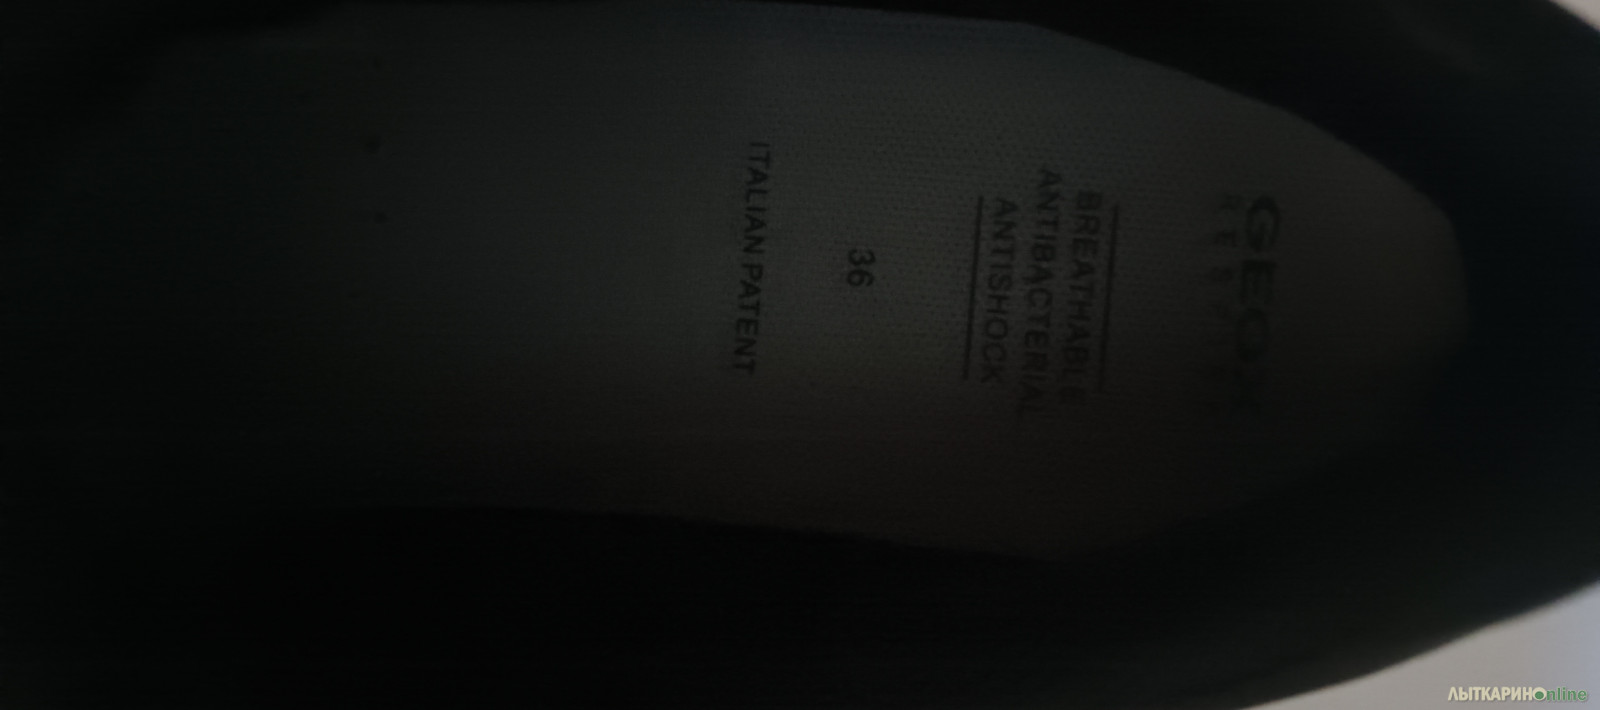 GEOX
BREATHABLE
ANTIBACTERIAL
ANTISHOCK
36
ITALIAN PATENT
ЛЫТКАРИНОonline